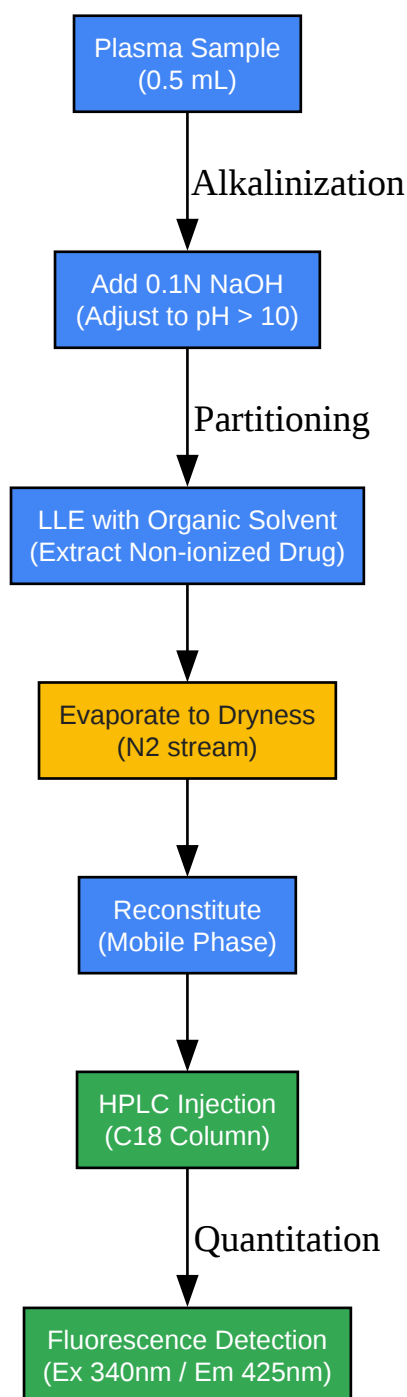 Plasma Sample
(0.5 mL)
Alkalinization
Add 0.1N NaOH
(Adjust to pH > 10)
Partitioning
LLE with Organic Solvent
(Extract Non-ionized Drug)
Evaporate to Dryness
(N2 stream)
Reconstitute
(Mobile Phase)
HPLC Injection
(C18 Column)
Quantitation
Fluorescence Detection
(Ex 340nm / Em 425nm)